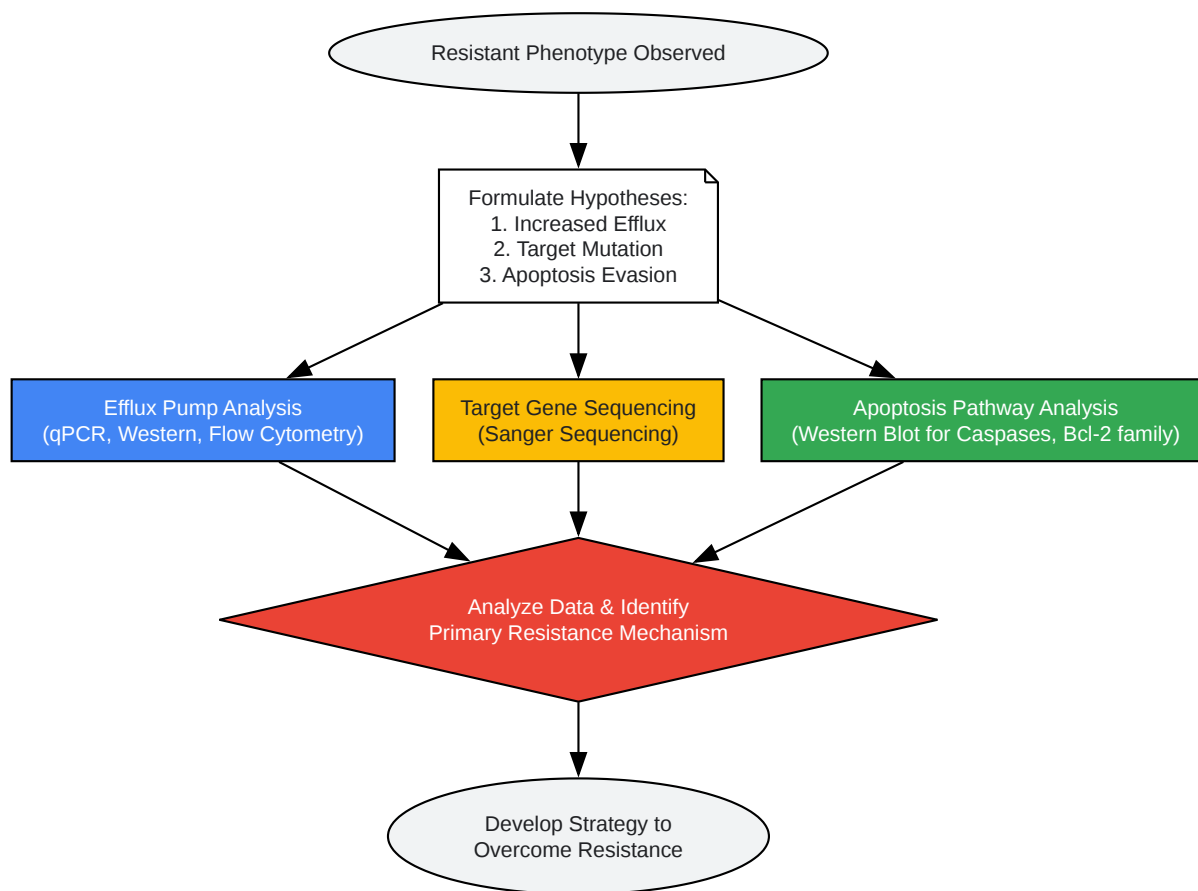 Resistant Phenotype Observed
Formulate Hypotheses:
1. Increased Efflux
2. Target Mutation
3. Apoptosis Evasion
Efflux Pump Analysis
(qPCR, Western, Flow Cytometry)
Target Gene Sequencing
(Sanger Sequencing)
Apoptosis Pathway Analysis
(Western Blot for Caspases, Bcl-2 family)
Analyze Data & Identify
Primary Resistance Mechanism
Develop Strategy to
Overcome Resistance